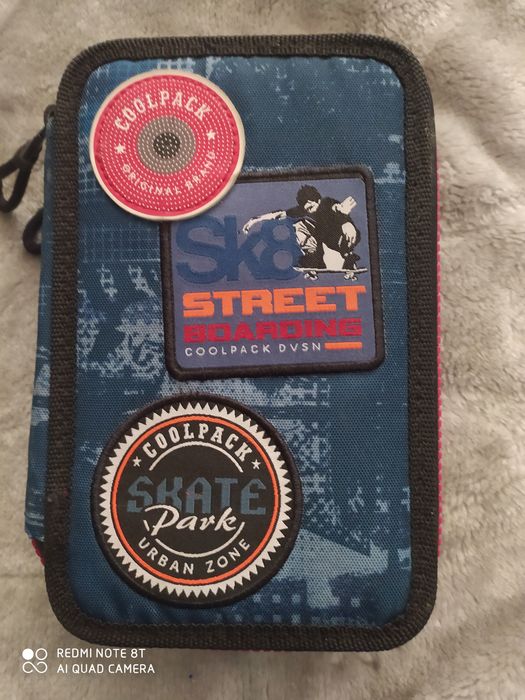 COOLPACK
ORIGINAL BRAND
Sk8
STREET
BOARDING
COOLPACK DVSN
COOLPACK
SKATE
Park
URBAN ZONE
REDMI NOTE 8T
AI QUAD CAMERA